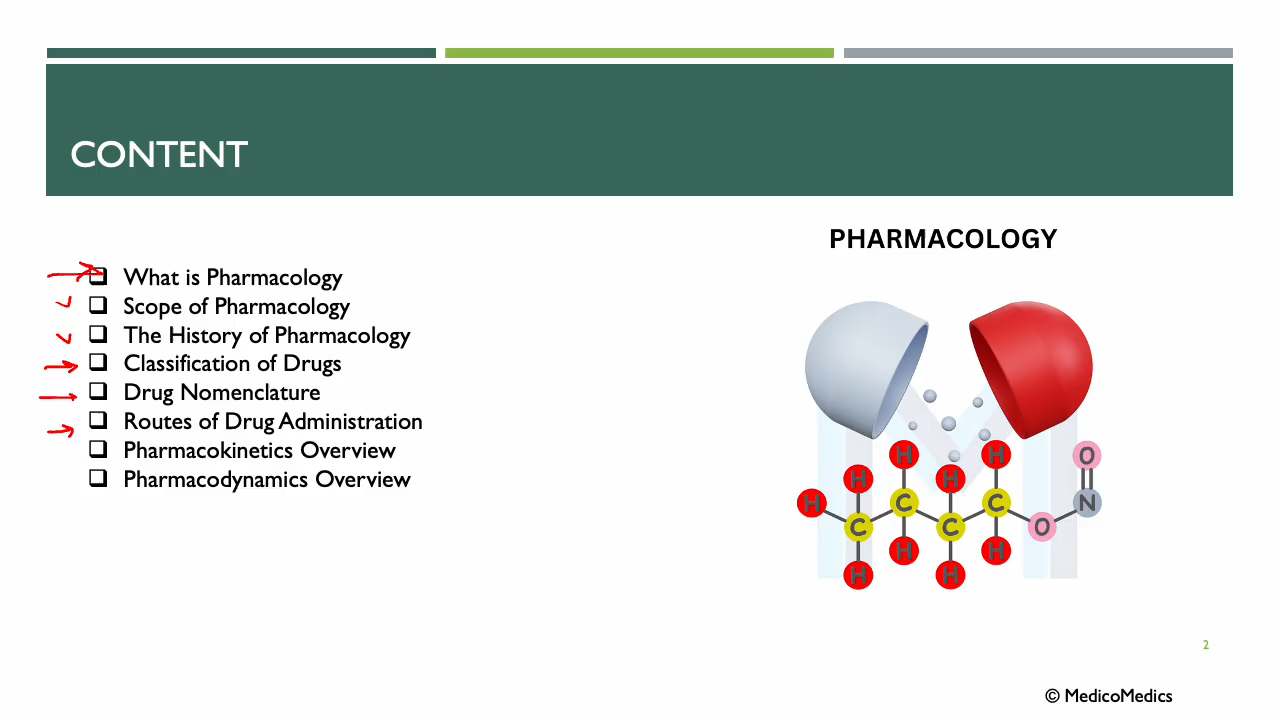 CONTENT
PHARMACOLOGY
What is Pharmacology
Scope of Pharmacology
The History of Pharmacology
Classification of Drugs
Drug Nomenclature
Routes of Drug Administration
Pharmacokinetics Overview
Pharmacodynamics Overview
H H O
H H
H C C N
C C O
H H
H H
2
© MedicoMedics